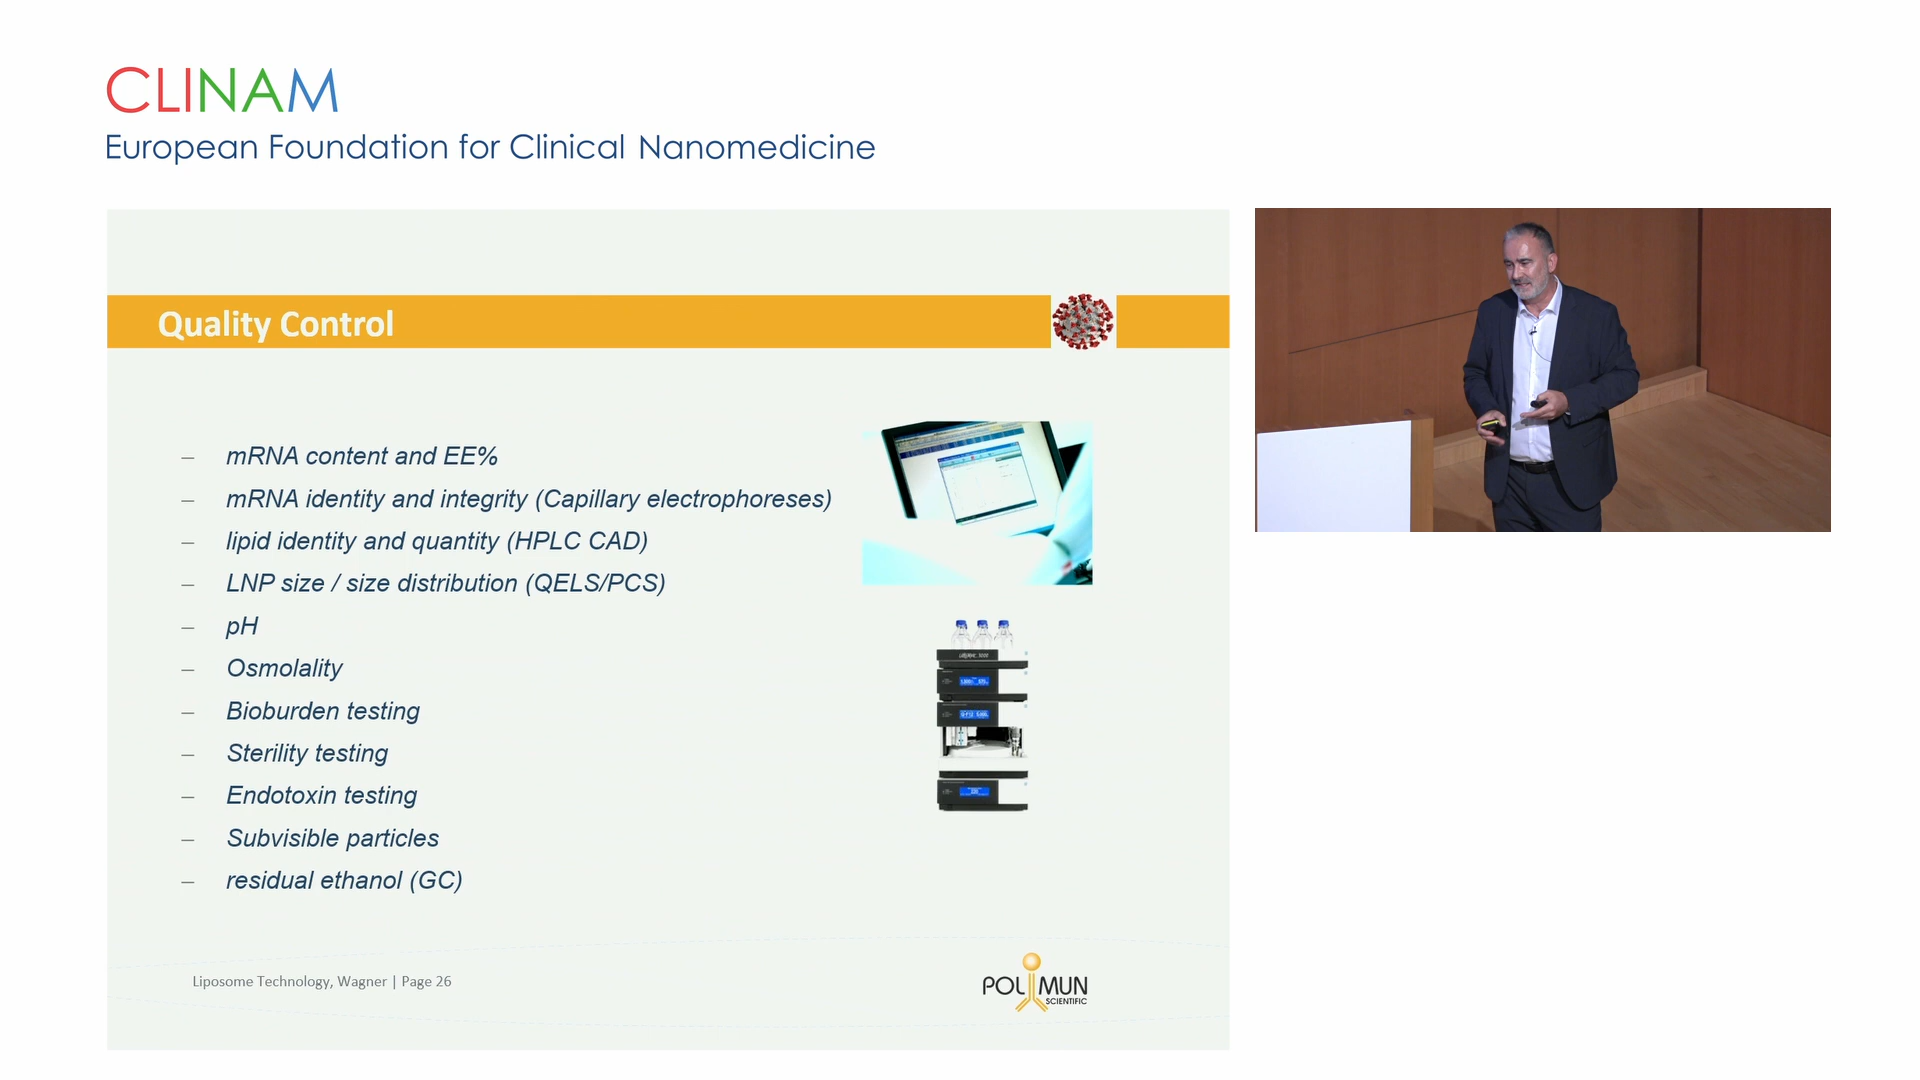 CLINAM
European Foundation for Clinical Nanomedicine
Quality Control
– mRNA content and EE%
– mRNA identity and integrity (Capillary electrophoreses)
– lipid identity and quantity (HPLC CAD)
– LNP size / size distribution (QELS/PCS)
– pH
– Osmolality
– Bioburden testing
– Sterility testing
– Endotoxin testing
– Subvisible particles
– residual ethanol (GC)
Liposome Technology, Wagner | Page 26
POLYMUN
SCIENTIFIC